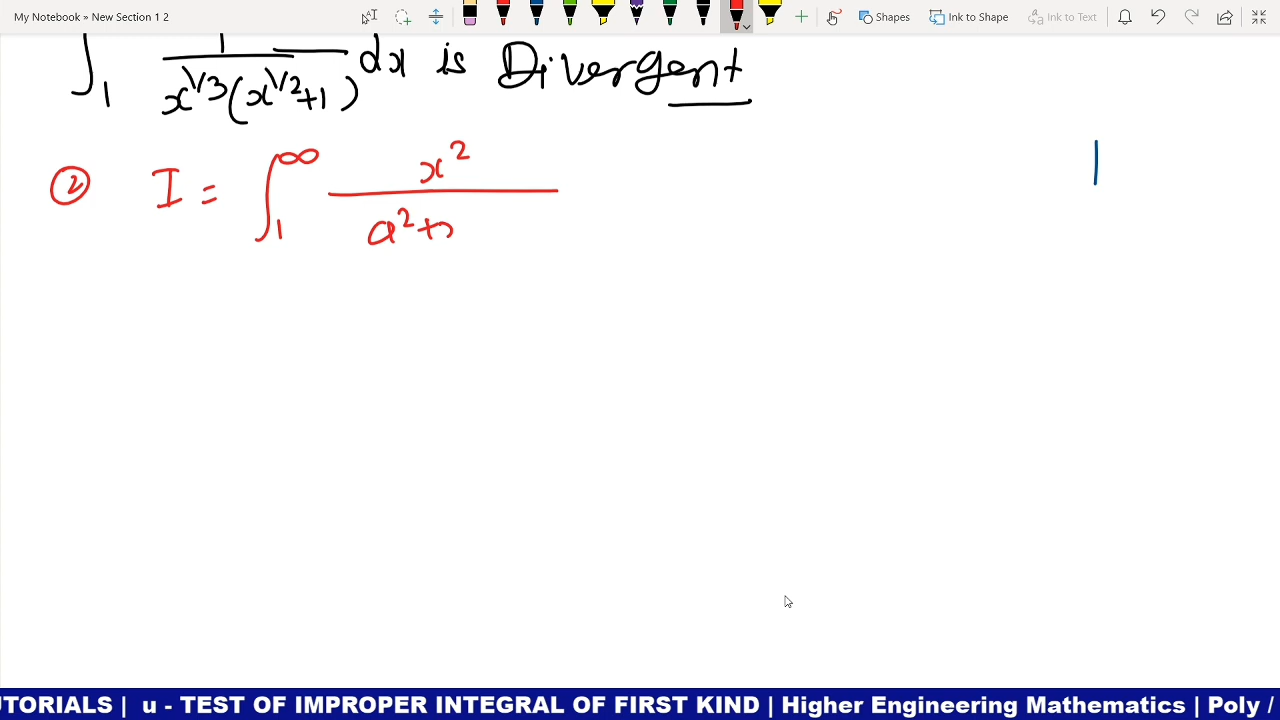 My Notebook » New Section 1 2
Shapes
Ink to Shape
Ink to Text
∫₁ 1/(x^1/3(x^1/2+1)) dx is Divergent
② I = ∫₁^∞ x²/(a²+
UTORIALS | u - TEST OF IMPROPER INTEGRAL OF FIRST KIND | Higher Engineering Mathematics | Poly /